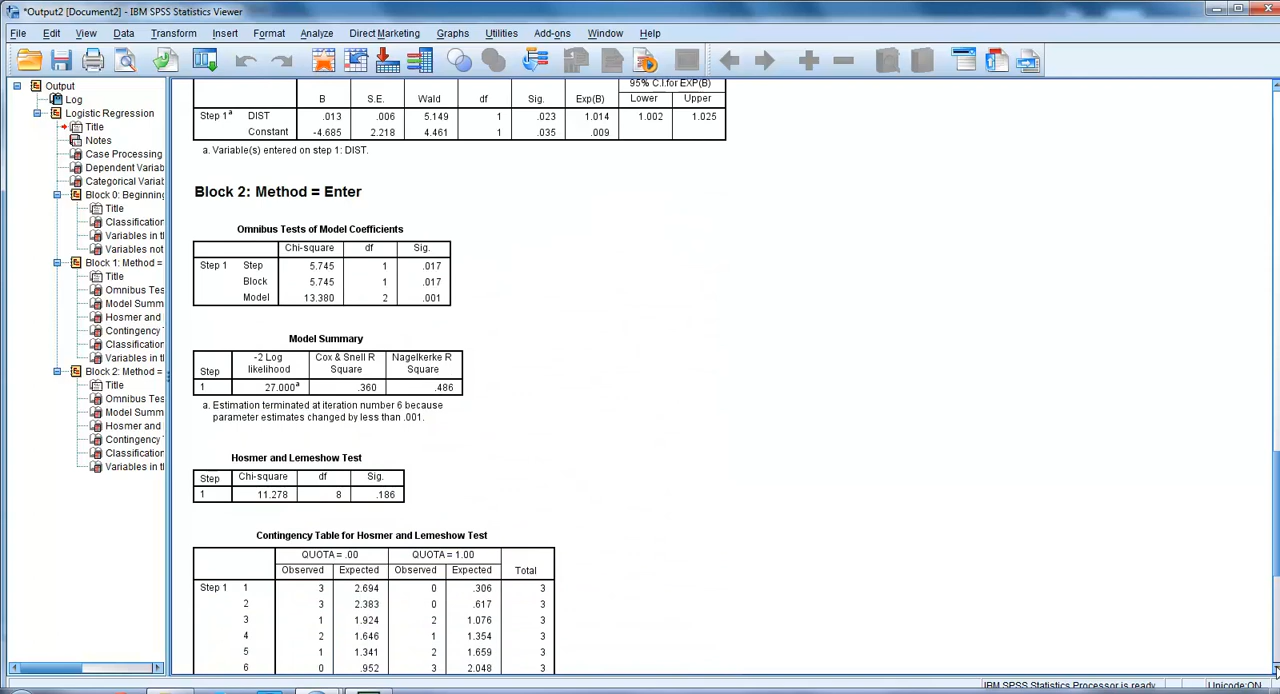 *Output2 [Document2] - IBM SPSS Statistics Viewer
File Edit View Data Transform Insert Format Analyze Direct Marketing Graphs Utilities Add-ons Window Help
Output
Log
Logistic Regression
Title
Notes
Case Processing
Dependent Variab
Categorical Variat
Block 0: Beginning
Title
Classification
Variables in th
Variables not
Block 1: Method =
Title
Omnibus Tes
Model Summ
Hosmer and
Contingency
Classification
Variables in th
Block 2: Method =
Title
Omnibus Tes
Model Summ
Hosmer and
Contingency
Classification
Variables in th
95% C.I.for EXP(B)
B S.E. Wald df Sig. Exp(B) Lower Upper
Step 1a DIST .013 .006 5.149 1 .023 1.014 1.002 1.025
Constant -4.685 2.218 4.461 1 .035 .009
a. Variable(s) entered on step 1: DIST.
Block 2: Method = Enter
Omnibus Tests of Model Coefficients
Chi-square df Sig.
Step 1 Step 5.745 1 .017
Block 5.745 1 .017
Model 13.380 2 .001
Model Summary
Step -2 Log likelihood Cox & Snell R Square Nagelkerke R Square
1 27.000a .360 .486
a. Estimation terminated at iteration number 6 because
parameter estimates changed by less than .001.
Hosmer and Lemeshow Test
Step Chi-square df Sig.
1 11.278 8 .186
Contingency Table for Hosmer and Lemeshow Test
QUOTA = .00 QUOTA = 1.00
Observed Expected Observed Expected Total
Step 1 1 3 2.694 0 .306 3
2 3 2.383 0 .617 3
3 1 1.924 2 1.076 3
4 2 1.646 1 1.354 3
5 1 1.341 2 1.659 3
6 0 .952 3 2.048 3
IBM SPSS Statistics Processor is ready
Unicode:ON